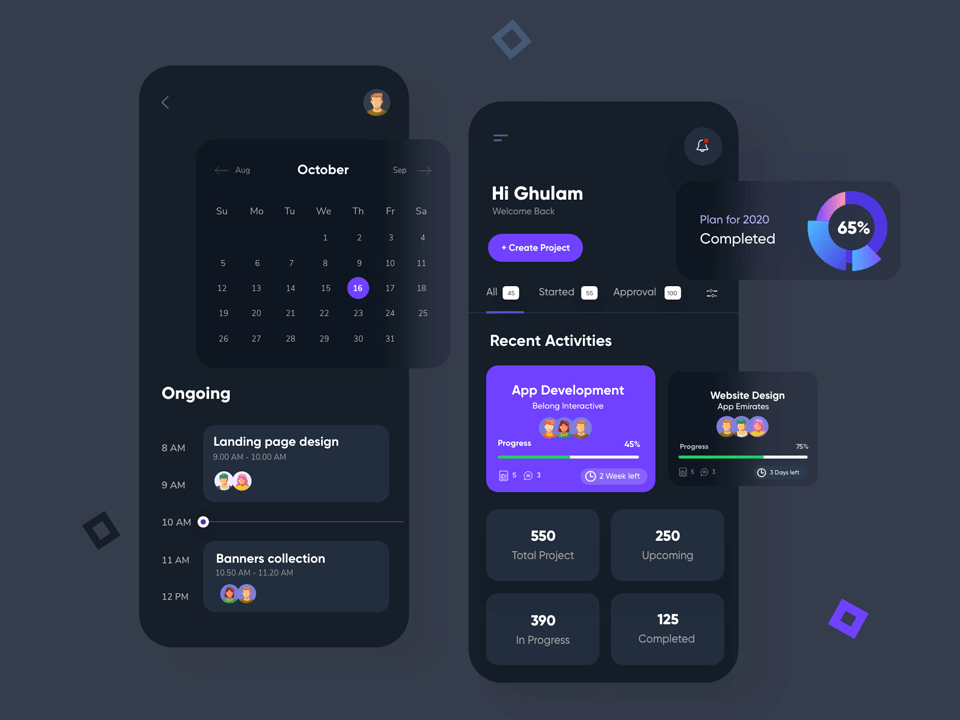 Aug
October
Sep
Su Mo Tu We Th Fr Sa
1 2 3 4
5 6 7 8 9 10 11
12 13 14 15 16 17 18
19 20 21 22 23 24 25
26 27 28 29 30 31
Ongoing
8 AM
Landing page design
9.00 AM - 10.00 AM
9 AM
10 AM
11 AM
Banners collection
10.50 AM - 11.20 AM
12 PM
Hi Ghulam
Welcome Back
+ Create Project
Plan for 2020
Completed
65%
All 45 Started 55 Approval 100
Recent Activities
App Development
Belong Interactive
Progress 45%
5 3 2 Week left
Website Design
App Emirates
Progress 75%
5 3 3 Days left
550
Total Project
250
Upcoming
390
In Progress
125
Completed